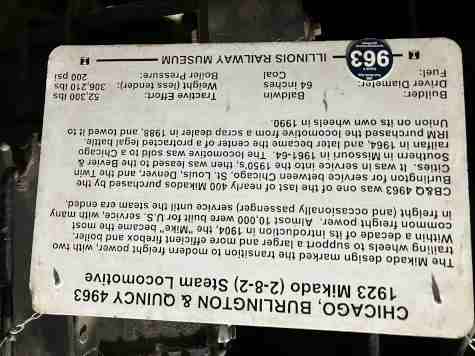 CHICAGO, BURLINGTON & QUINCY 4963
1923 Mikado (2-8-2) Steam Locomotive
The Mikado design marked the transition to modern freight power, with two
trailing wheels to support a larger and more efficient firebox and boiler.
Within a decade of its introduction in 1904, the "Mike" became the most
common freight power. Almost 10,000 were built for U.S. service, with many
in freight (and occasionally passenger) service until the steam era ended.
CB&Q 4963 was one of the last of nearly 400 Mikados purchased by the
Burlington for service between Chicago, St. Louis, Denver, and the Twin
Cities. It was in service into the 1950's, then was leased to the Bevier &
Southern in Missouri in 1961-64. The locomotive was sold to a Chicago
railfan in 1964, and later became the center of a protracted legal battle.
IRM purchased the locomotive from a scrap dealer in 1988, and towed it to
Union on its own wheels in 1990.
Builder: Baldwin Tractive Effort: 52,300 lbs
Driver Diameter: 64 inches Weight (less tender): 306,210 lbs
Fuel: Coal Boiler Pressure: 200 psi
963
ILLINOIS RAILWAY MUSEUM